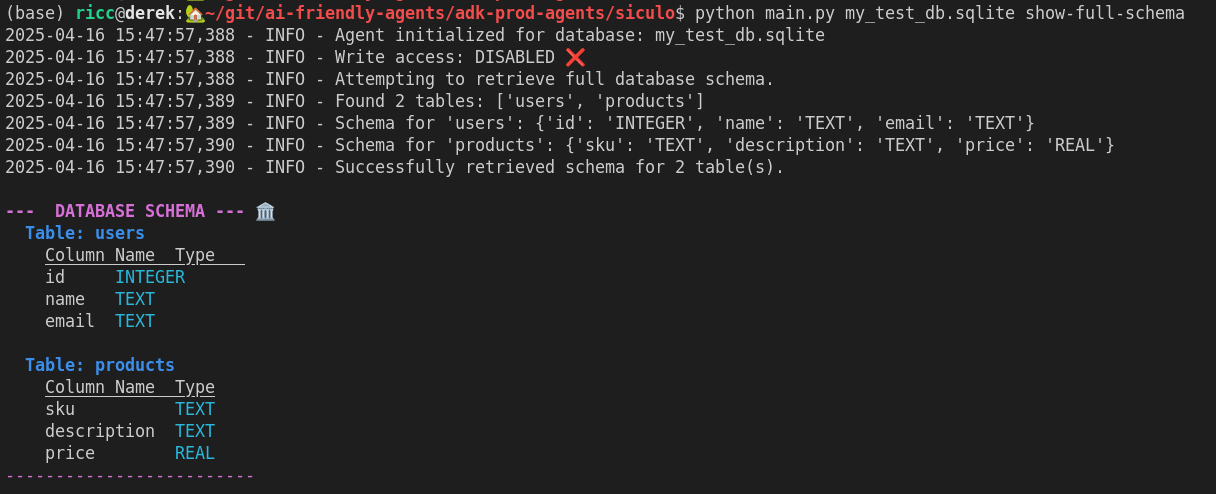 (base) ricc@derek:🏡~/git/ai-friendly-agents/adk-prod-agents/siculo$ python main.py my_test_db.sqlite show-full-schema
2025-04-16 15:47:57,388 - INFO - Agent initialized for database: my_test_db.sqlite
2025-04-16 15:47:57,388 - INFO - Write access: DISABLED ❌
2025-04-16 15:47:57,388 - INFO - Attempting to retrieve full database schema.
2025-04-16 15:47:57,389 - INFO - Found 2 tables: ['users', 'products']
2025-04-16 15:47:57,389 - INFO - Schema for 'users': {'id': 'INTEGER', 'name': 'TEXT', 'email': 'TEXT'}
2025-04-16 15:47:57,390 - INFO - Schema for 'products': {'sku': 'TEXT', 'description': 'TEXT', 'price': 'REAL'}
2025-04-16 15:47:57,390 - INFO - Successfully retrieved schema for 2 table(s).
---  DATABASE SCHEMA --- 🏛️
  Table: users
    Column Name  Type
    id     INTEGER
    name   TEXT
    email  TEXT
  Table: products
    Column Name  Type
    sku          TEXT
    description  TEXT
    price        REAL
-------------------------